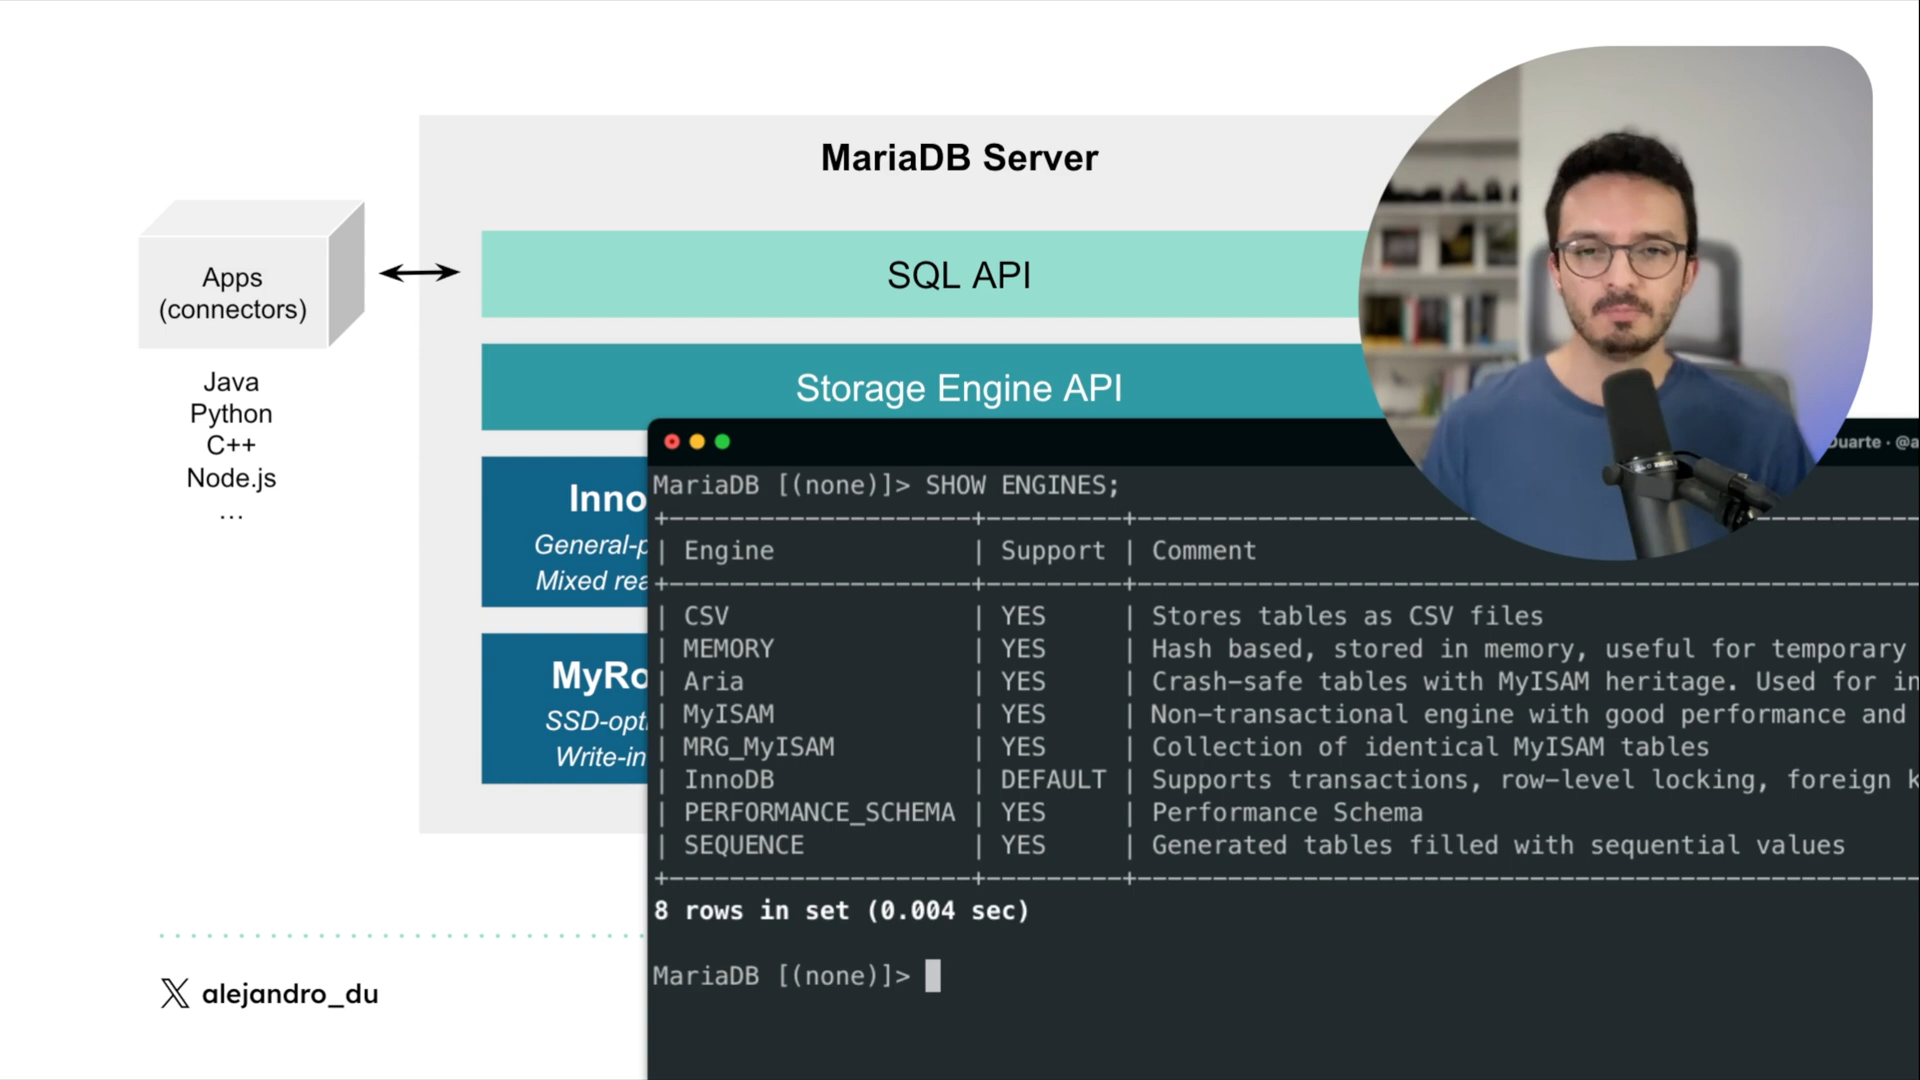 MariaDB Server
SQL API
Apps
(connectors)
Storage Engine API
Java
Python
C++
Node.js
...
Inno
General-p
Mixed rea
MyRo
SSD-opt
Write-in
Duarte · @a
MariaDB [(none)]> SHOW ENGINES;
+--------------------+---------+----------------------------------------------------
| Engine | Support | Comment
+--------------------+---------+----------------------------------------------------
| CSV | YES | Stores tables as CSV files
| MEMORY | YES | Hash based, stored in memory, useful for temporary
| Aria | YES | Crash-safe tables with MyISAM heritage. Used for in
| MyISAM | YES | Non-transactional engine with good performance and
| MRG_MyISAM | YES | Collection of identical MyISAM tables
| InnoDB | DEFAULT | Supports transactions, row-level locking, foreign k
| PERFORMANCE_SCHEMA | YES | Performance Schema
| SEQUENCE | YES | Generated tables filled with sequential values
+--------------------+---------+----------------------------------------------------
8 rows in set (0.004 sec)
MariaDB [(none)]>
X alejandro_du